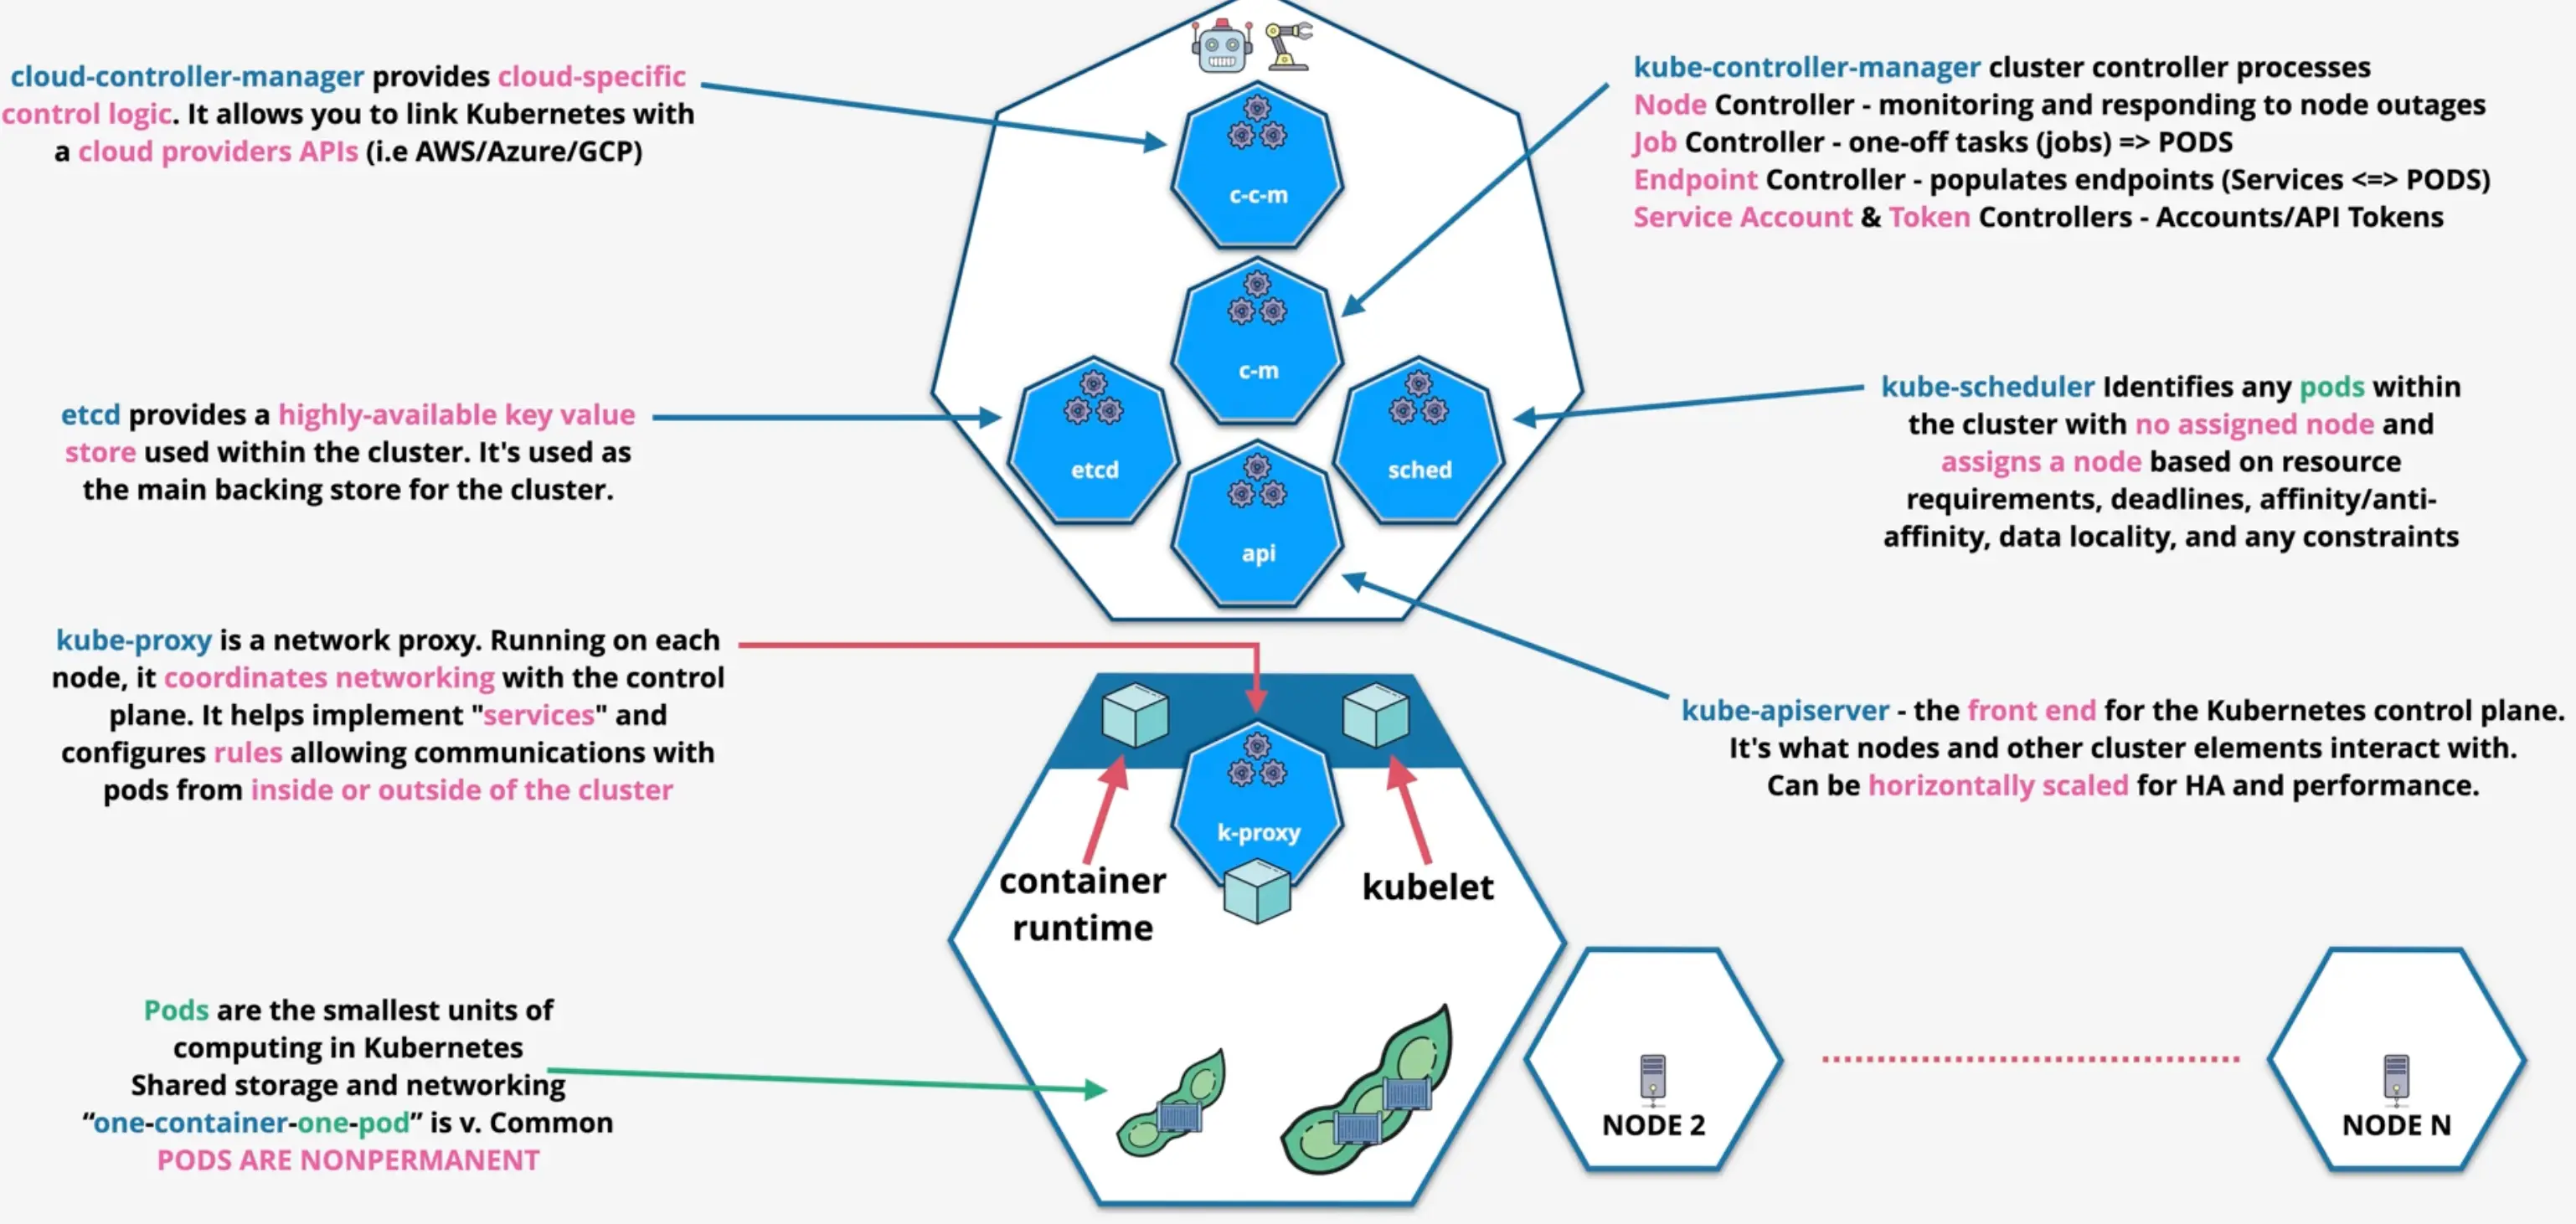 cloud-controller-manager provides cloud-specific
control logic. It allows you to link Kubernetes with
a cloud providers APIs (i.e AWS/Azure/GCP)
kube-controller-manager cluster controller processes
Node Controller - monitoring and responding to node outages
Job Controller - one-off tasks (jobs) => PODS
Endpoint Controller - populates endpoints (Services <=> PODS)
Service Account & Token Controllers - Accounts/API Tokens
c-c-m
c-m
etcd provides a highly-available key value
store used within the cluster. It's used as
the main backing store for the cluster.
etcd
sched
api
kube-scheduler Identifies any pods within
the cluster with no assigned node and
assigns a node based on resource
requirements, deadlines, affinity/anti-
affinity, data locality, and any constraints
kube-proxy is a network proxy. Running on each
node, it coordinates networking with the control
plane. It helps implement "services" and
configures rules allowing communications with
pods from inside or outside of the cluster
kube-apiserver - the front end for the Kubernetes control plane.
It's what nodes and other cluster elements interact with.
Can be horizontally scaled for HA and performance.
k-proxy
container
runtime
kubelet
Pods are the smallest units of
computing in Kubernetes
Shared storage and networking
“one-container-one-pod” is v. Common
PODS ARE NONPERMANENT
NODE 2
NODE N